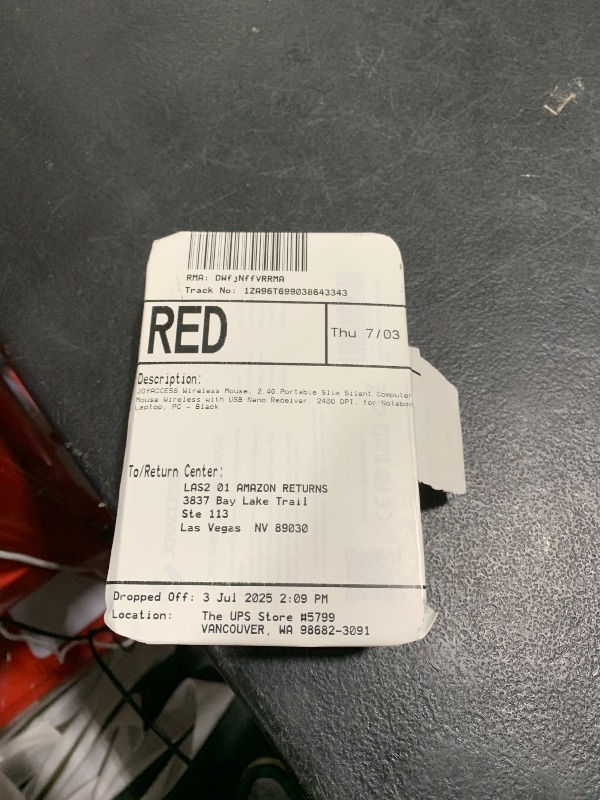 RMA: DWfjNffVRRMA
Track No: 1ZA96T699038643343
RED
Thu 7/03
Description:
JOYACCESS Wireless Mouse, 2.4G Portable Slim Silent Computer
Mouse Wireless with USB Nano Receiver, 2400 DPI, for Noteboo
Laptop, PC - Black
To/Return Center:
LAS2 01 AMAZON RETURNS
3837 Bay Lake Trail
Ste 113
Las Vegas NV 89030
Dropped Off: 3 Jul 2025 2:09 PM
Location: The UPS Store #5799
VANCOUVER, WA 98682-3091